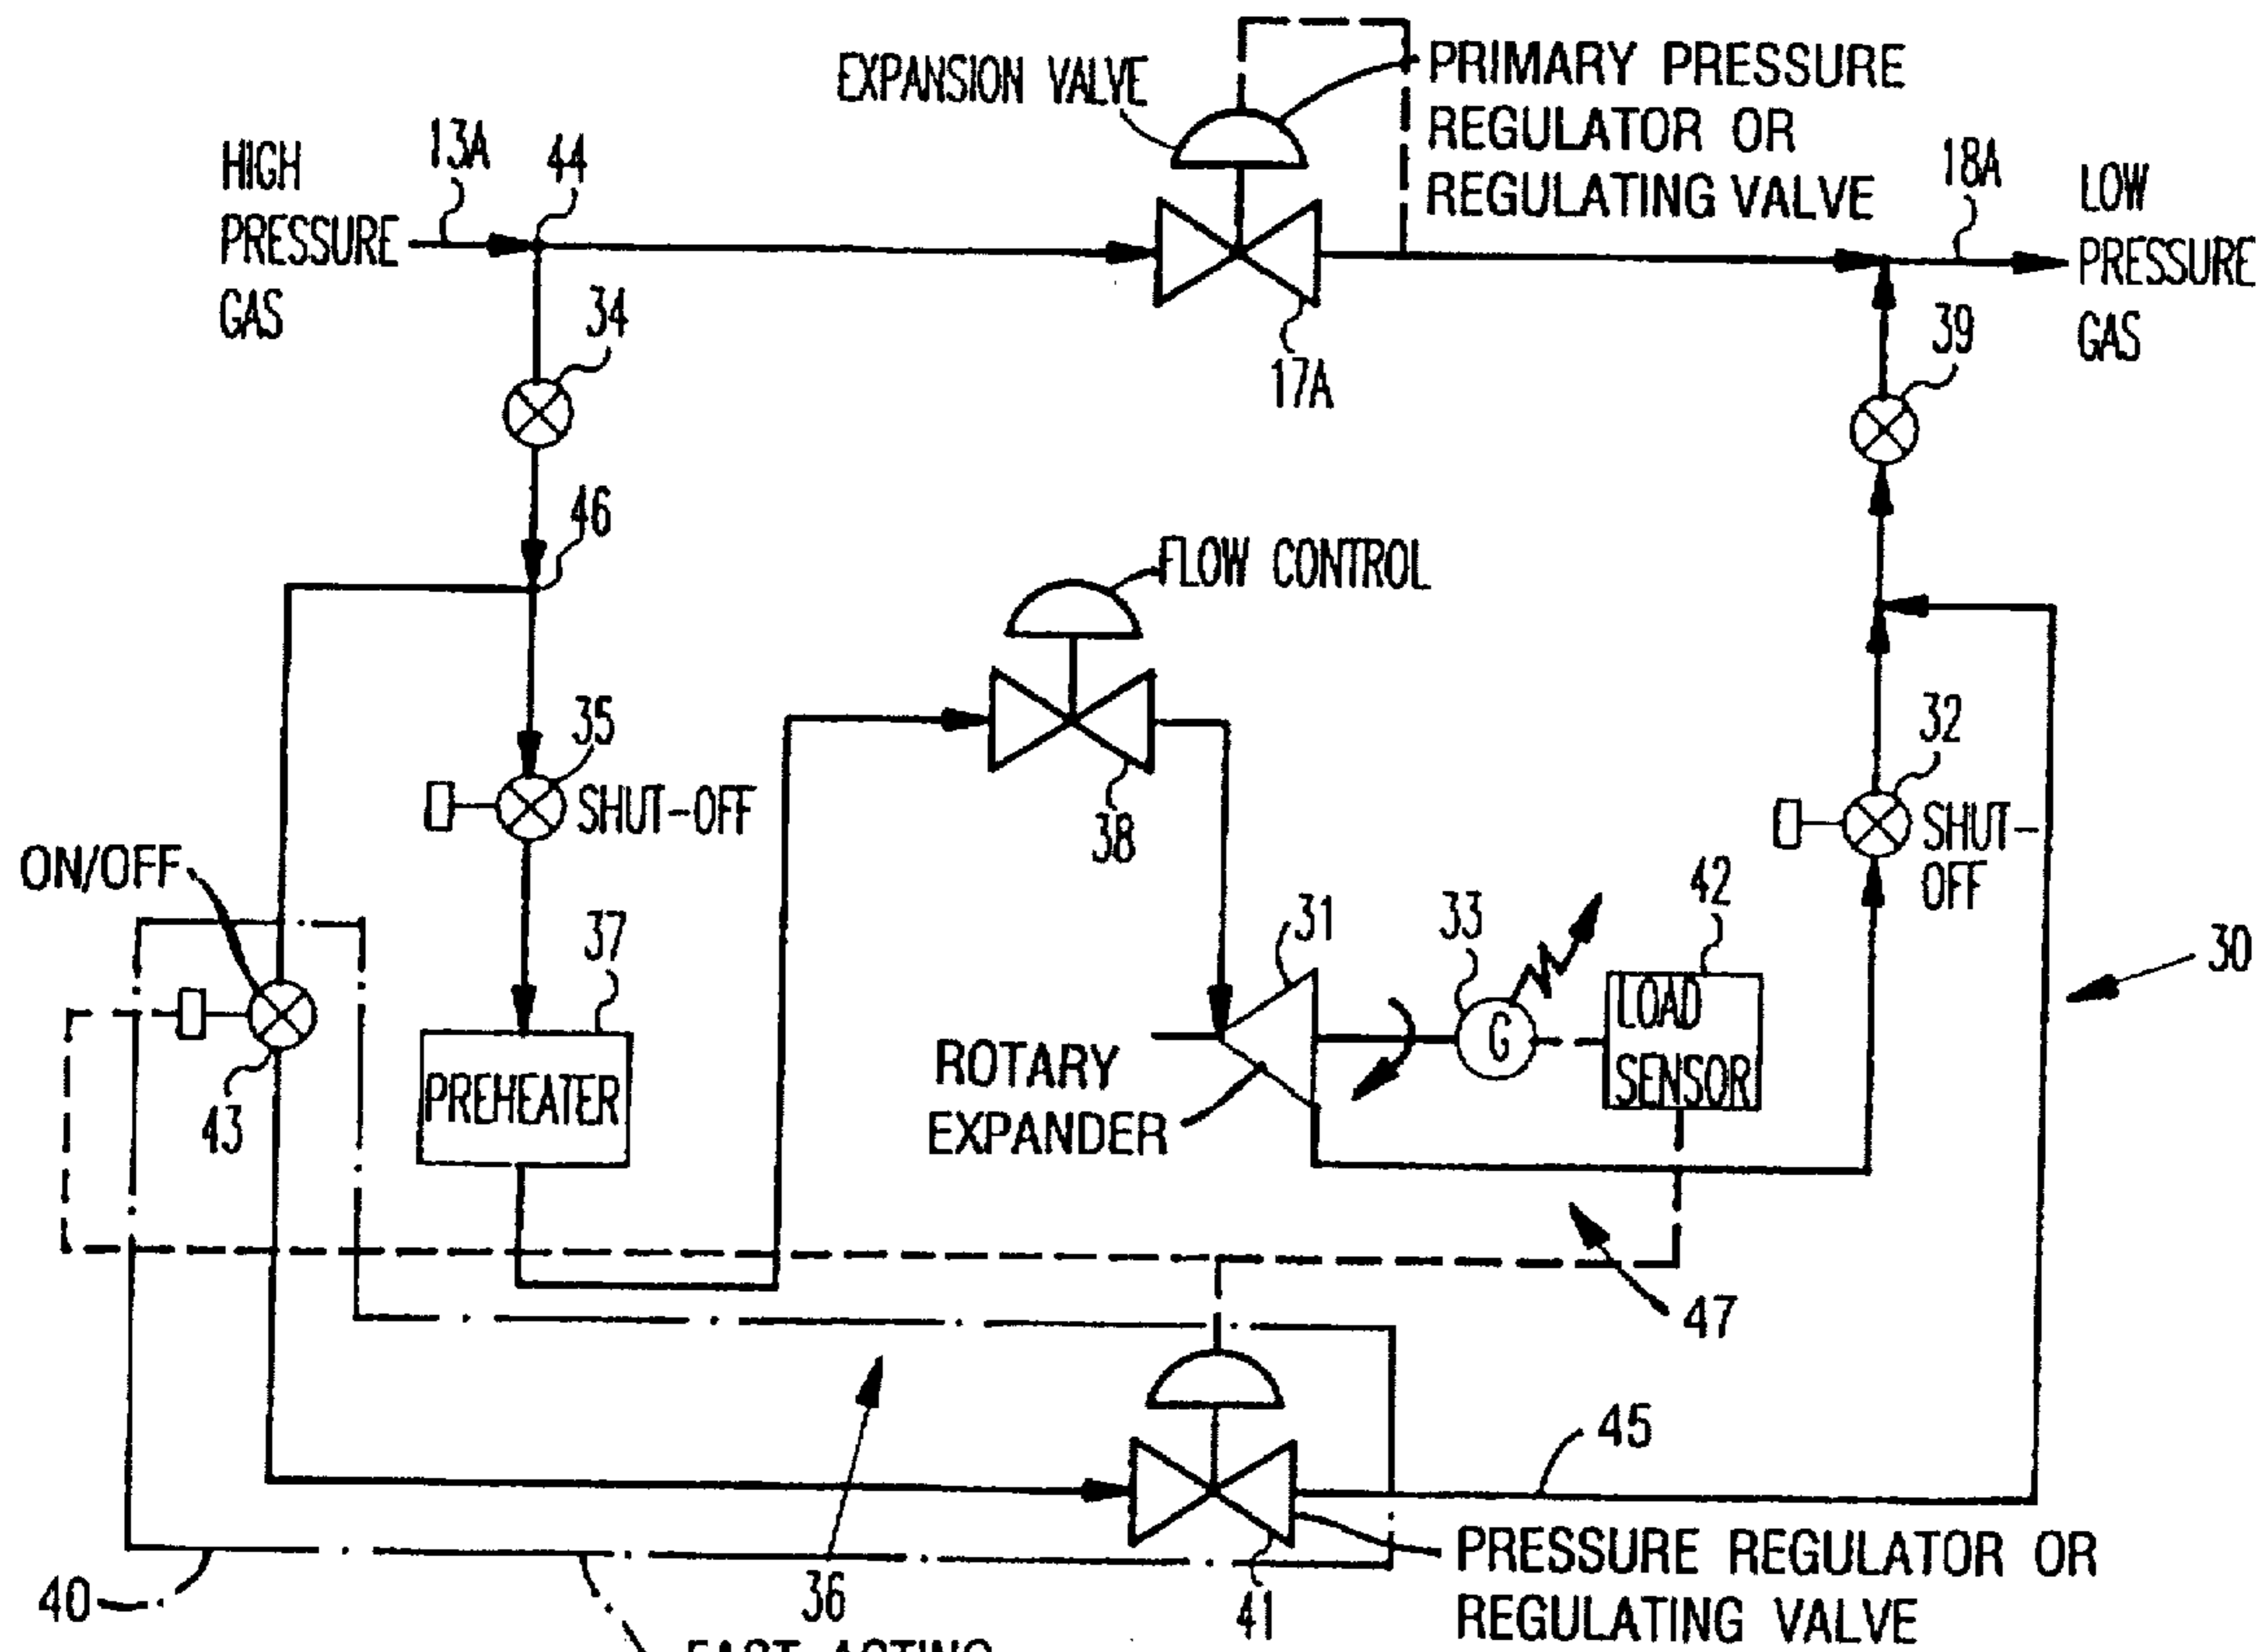 EXPANSION VALVE
PRIMARY PRESSURE
REGULATOR OR
REGULATING VALVE
HIGH
PRESSURE
GAS
13A
44
17A
18A
LOW
PRESSURE
GAS
34
39
46
FLOW CONTROL
38
35
SHUT-OFF
32
SHUT-
OFF
ON/OFF
43
37
PREHEATER
31
ROTARY
EXPANDER
33
G
42
LOAD
SENSOR
30
47
45
40
36
41
PRESSURE REGULATOR OR
REGULATING VALVE